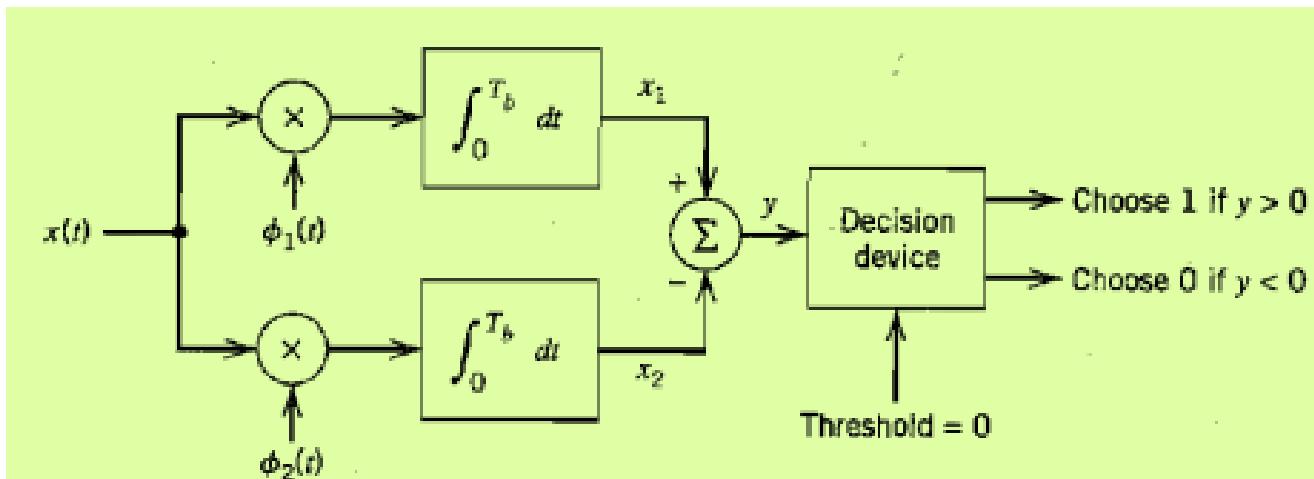 x₁
∫₀^{T_b} dt
×
+
x(t)
ϕ₁(t)
y
Σ
Decision
device
Choose 1 if y > 0
Choose 0 if y < 0
−
∫₀^{T_b} dt
×
x₂
Threshold = 0
ϕ₂(t)